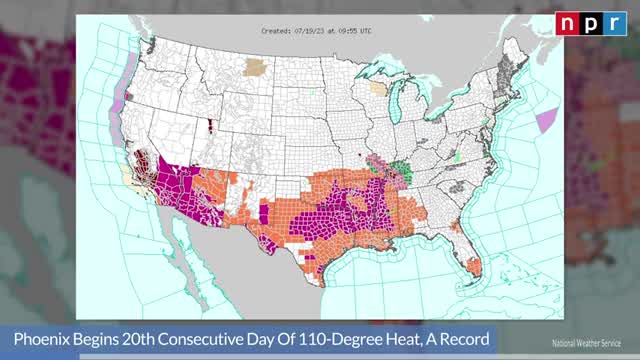 npr
Created: 07/19/23 at 09:55 UTC
Phoenix Begins 20th Consecutive Day Of 110-Degree Heat, A Record
National Weather Service